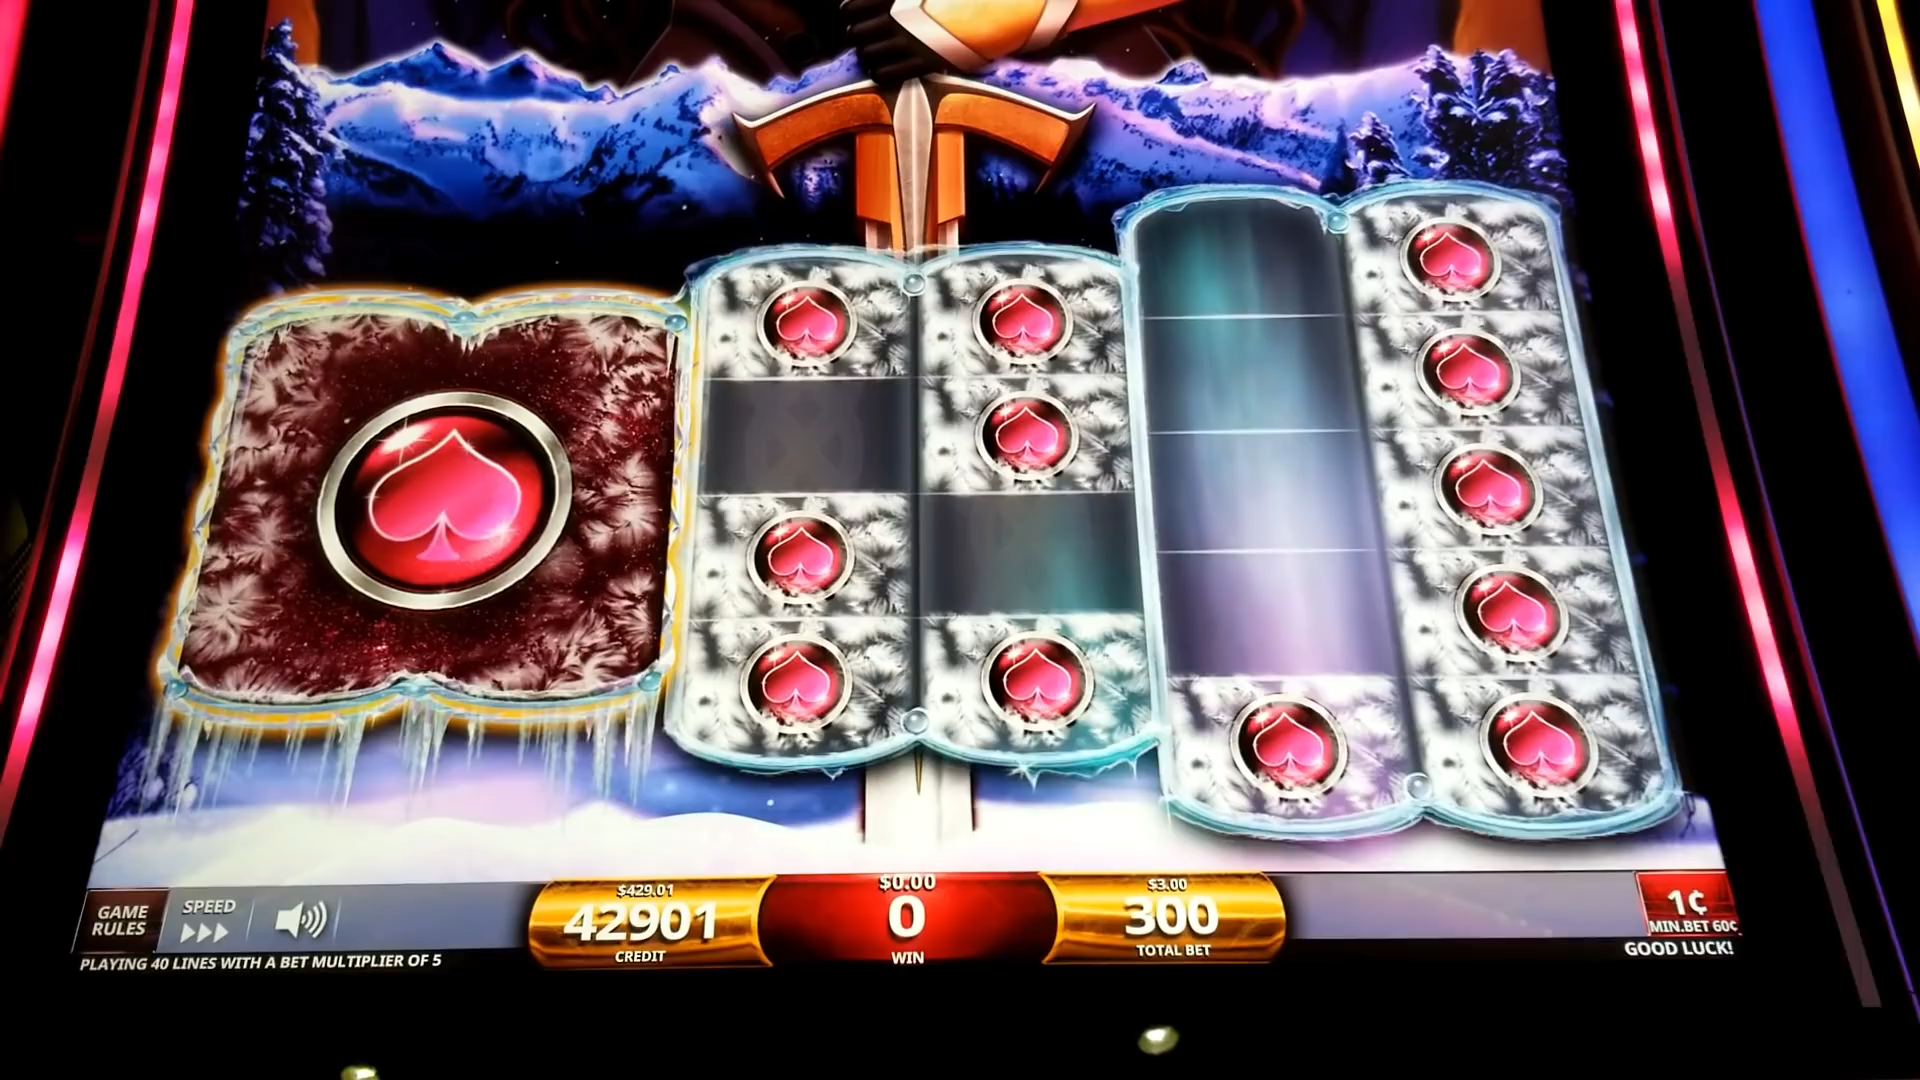 GAME
RULES
SPEED
$429.01
42901
CREDIT
$0.00
0
WIN
$3.00
300
TOTAL BET
1¢
MIN.BET 60¢
PLAYING 40 LINES WITH A BET MULTIPLIER OF 5
GOOD LUCK!